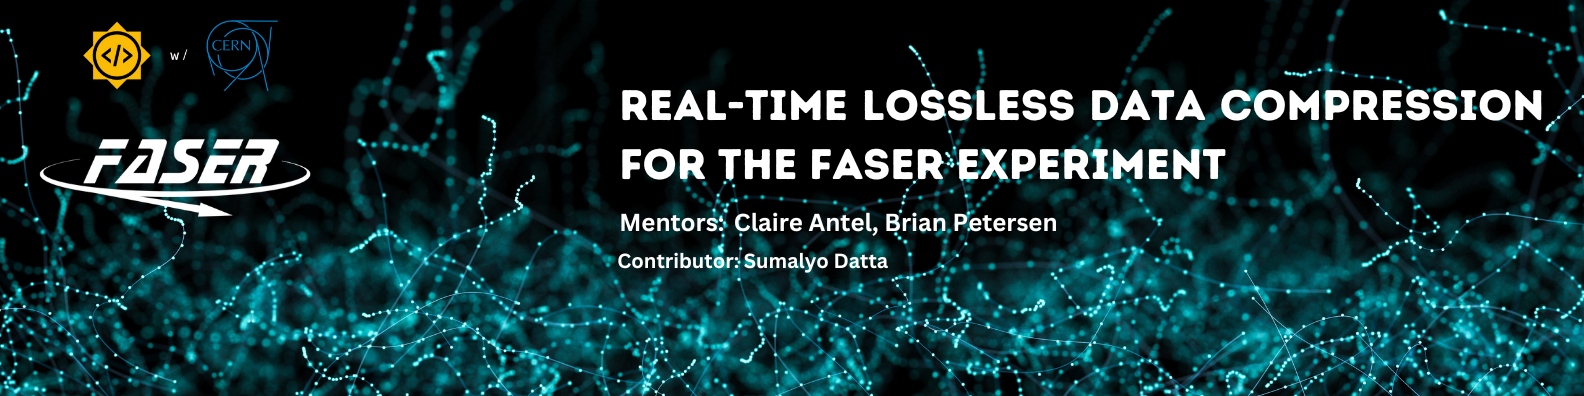 </>
w/
CERN
FASER
REAL-TIME LOSSLESS DATA COMPRESSION
FOR THE FASER EXPERIMENT
Mentors: Claire Antel, Brian Petersen
Contributor: Sumalyo Datta